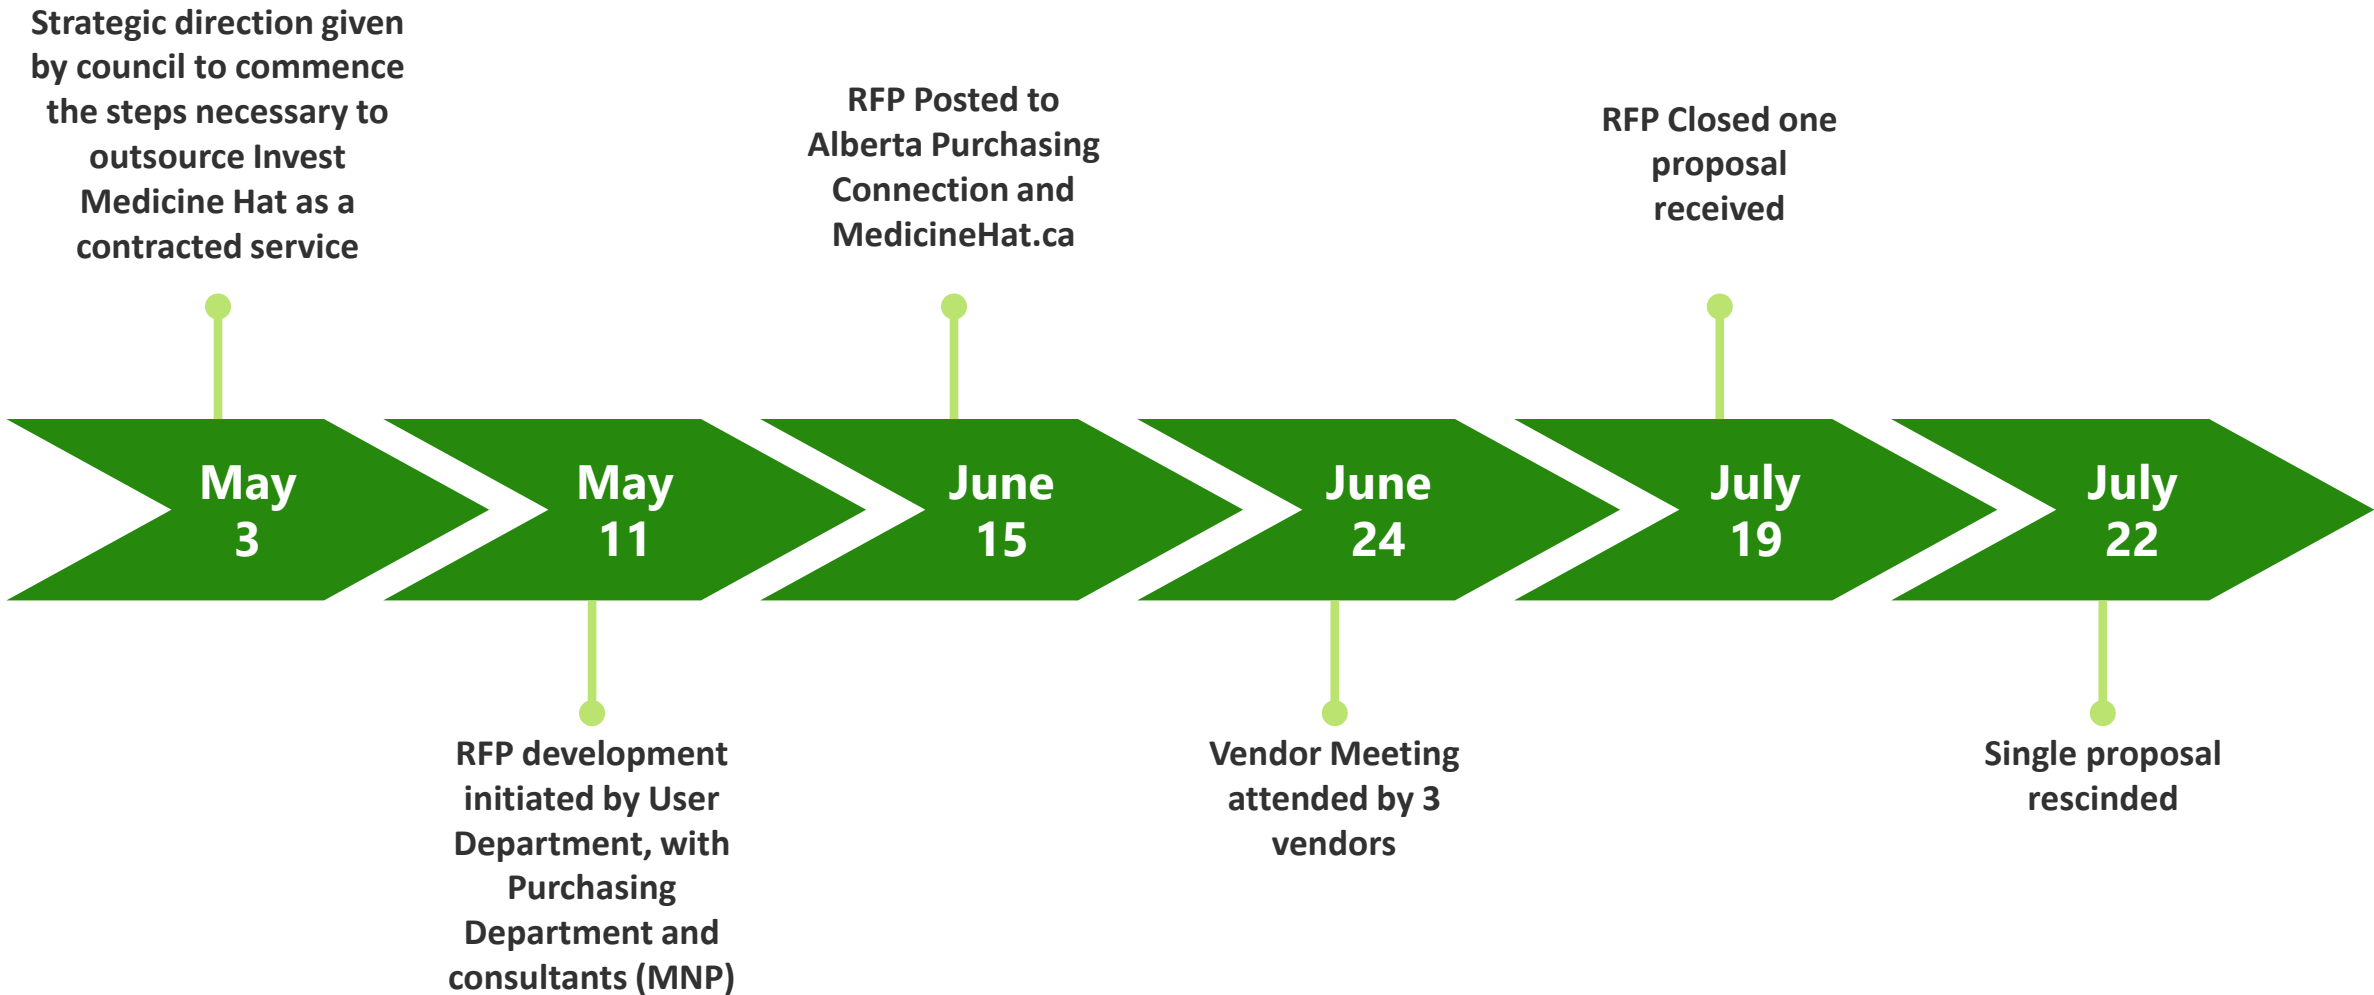 Strategic direction given
by council to commence
the steps necessary to
outsource Invest
Medicine Hat as a
contracted service
RFP Posted to
Alberta Purchasing
Connection and
MedicineHat.ca
RFP Closed one
proposal
received
May
3
May
11
June
15
June
24
July
19
July
22
RFP development
initiated by User
Department, with
Purchasing
Department and
consultants (MNP)
Vendor Meeting
attended by 3
vendors
Single proposal
rescinded